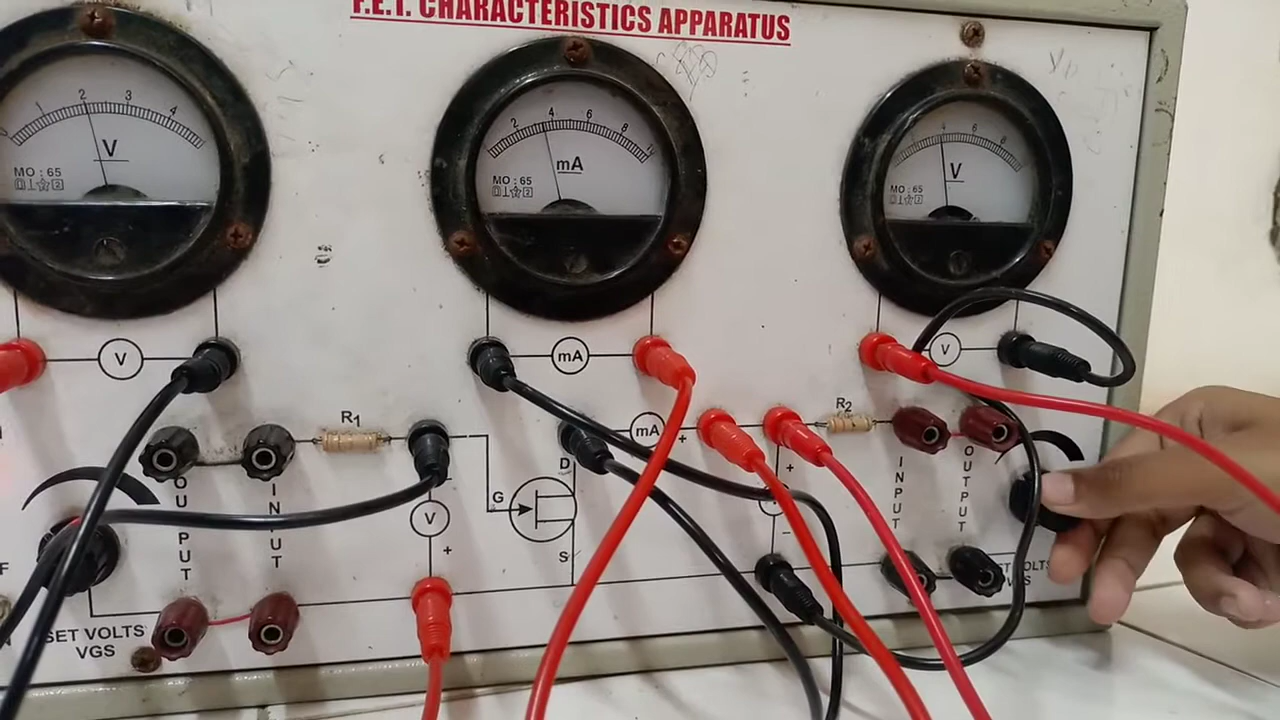 F.E.T. CHARACTERISTICS APPARATUS
1 2 3 4
V
MO : 65
2 4 6 8
mA
MO : 65
4 6 8
V
MO : 65
V
mA
V
R1
mA
+
R2
OUTPUT
INPUT
D
G
S
V
+
+
−
INPUT
OUTPUT
SET VOLTS
VGS